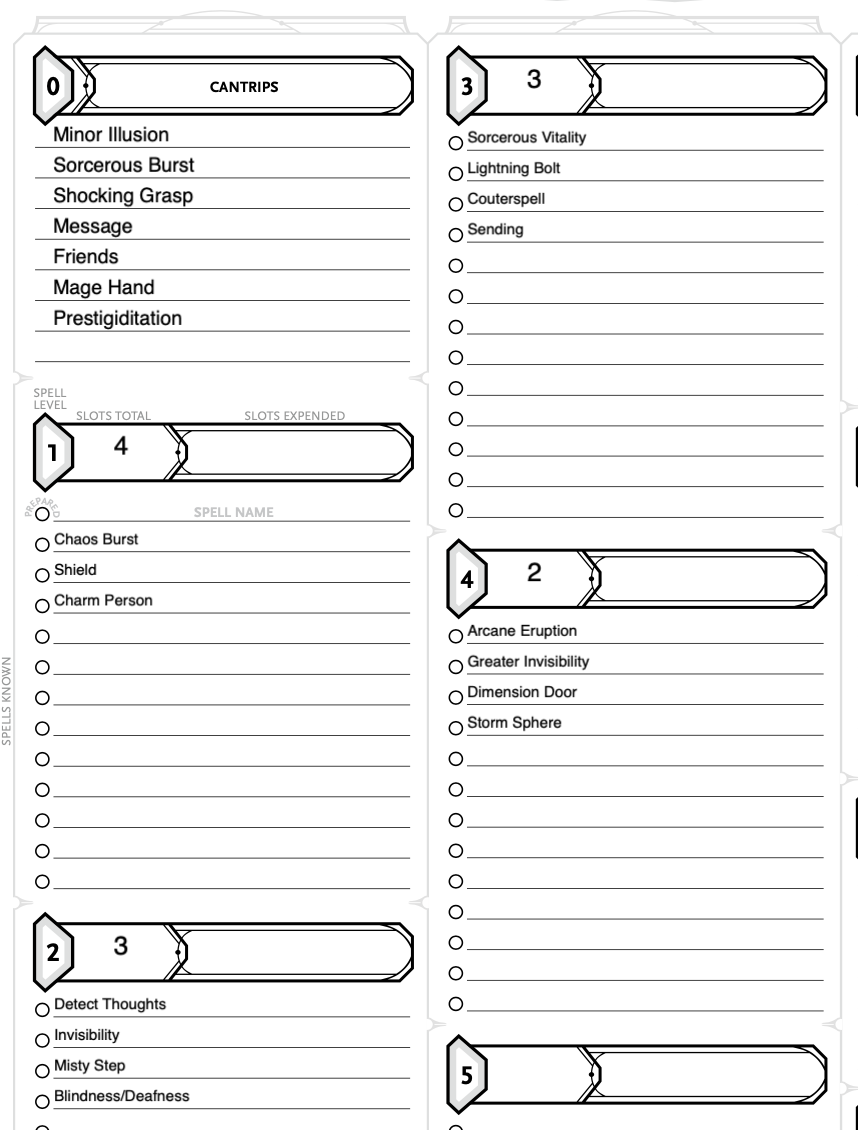 0
CANTRIPS
Minor Illusion
Sorcerous Burst
Shocking Grasp
Message
Friends
Mage Hand
Prestigiditation
SPELL LEVEL
SLOTS TOTAL
SLOTS EXPENDED
1
4
PREPARED
SPELL NAME
Chaos Burst
Shield
Charm Person
SPELLS KNOWN
2
3
Detect Thoughts
Invisibility
Misty Step
Blindness/Deafness
3
3
Sorcerous Vitality
Lightning Bolt
Couterspell
Sending
4
2
Arcane Eruption
Greater Invisibility
Dimension Door
Storm Sphere
5